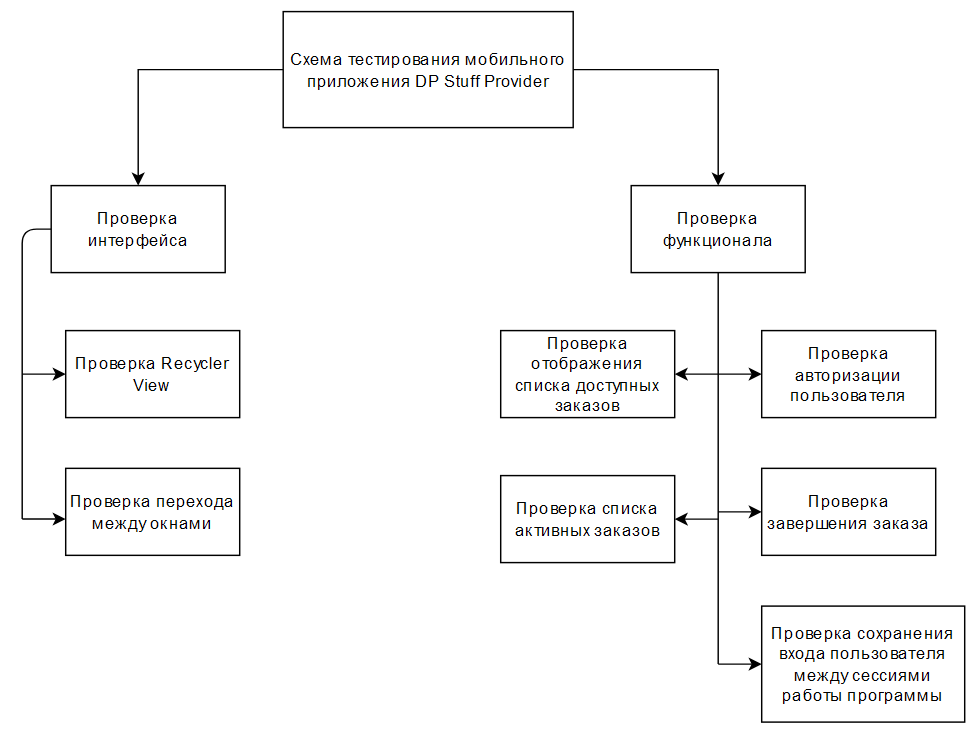 Схема тестирования мобильного
приложения DP Stuff Provider
Проверка
интерфейса
Проверка
функционала
Проверка Recycler
View
Проверка
отображения
списка доступных
заказов
Проверка
авторизации
пользователя
Проверка перехода
между окнами
Проверка списка
активных заказов
Проверка
завершения заказа
Проверка сохранения
входа пользователя
между сессиями
работы программы